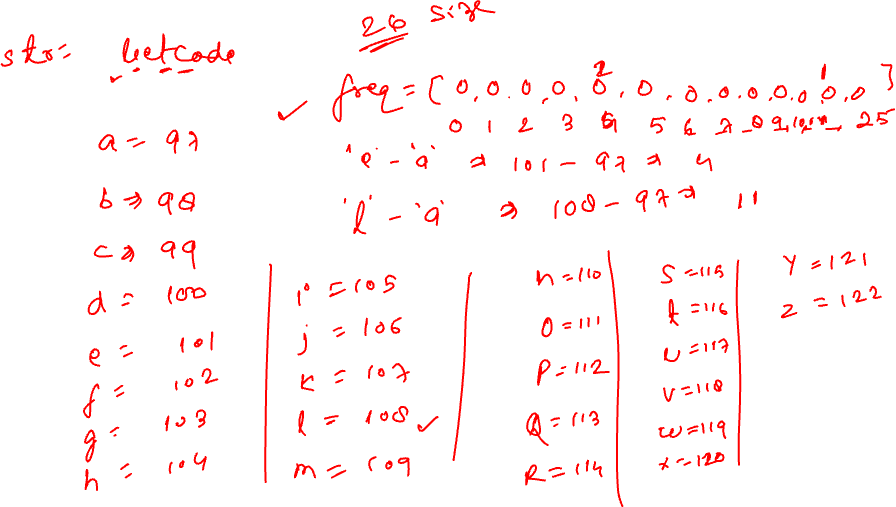 26 size
str= leetcode
freq = [0,0,0,0,0,0,0,0,0,0,0,0,0]
2
1
0 1 2 3 4 5 6 7 8 9 10 11 12 25
a = 97
'e' - 'a' ⇒ 101 - 97 ⇒ 4
b ⇒ 98
'l' - 'a' ⇒ 108 - 97 ⇒ 11
c ⇒ 99
d = 100
e = 101
f = 102
g = 103
h = 104
i = 105
j = 106
k = 107
l = 108
m = 109
n = 110
O = 111
P = 112
Q = 113
R = 114
S = 115
t = 116
u = 117
v = 118
w = 119
x = 120
Y = 121
z = 122